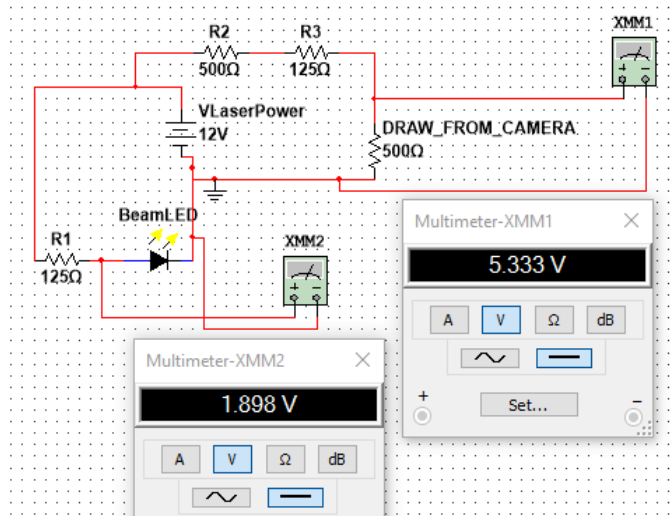 R2
500Ω
R3
125Ω
XMM1
+ -
VLaserPower
12V
DRAW_FROM_CAMERA
500Ω
BeamLED
R1
125Ω
XMM2
+ -
Multimeter-XMM1
5.333 V
A V Ω dB
+ Set... -
Multimeter-XMM2
1.898 V
A V Ω dB